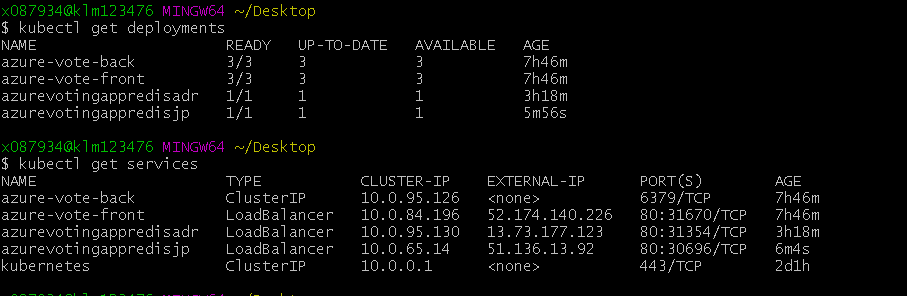 x087934@klm123476 MINGW64 ~/Desktop
$ kubectl get deployments
NAME READY UP-TO-DATE AVAILABLE AGE
azure-vote-back 3/3 3 3 7h46m
azure-vote-front 3/3 3 3 7h46m
azurevotingappredisadr 1/1 1 1 3h18m
azurevotingappredisjp 1/1 1 1 5m56s
x087934@klm123476 MINGW64 ~/Desktop
$ kubectl get services
NAME TYPE CLUSTER-IP EXTERNAL-IP PORT(S) AGE
azure-vote-back ClusterIP 10.0.95.126 <none> 6379/TCP 7h46m
azure-vote-front LoadBalancer 10.0.84.196 52.174.140.226 80:31670/TCP 7h46m
azurevotingappredisadr LoadBalancer 10.0.95.130 13.73.177.123 80:31354/TCP 3h18m
azurevotingappredisjp LoadBalancer 10.0.65.14 51.136.13.92 80:30696/TCP 6m4s
kubernetes ClusterIP 10.0.0.1 <none> 443/TCP 2d1h